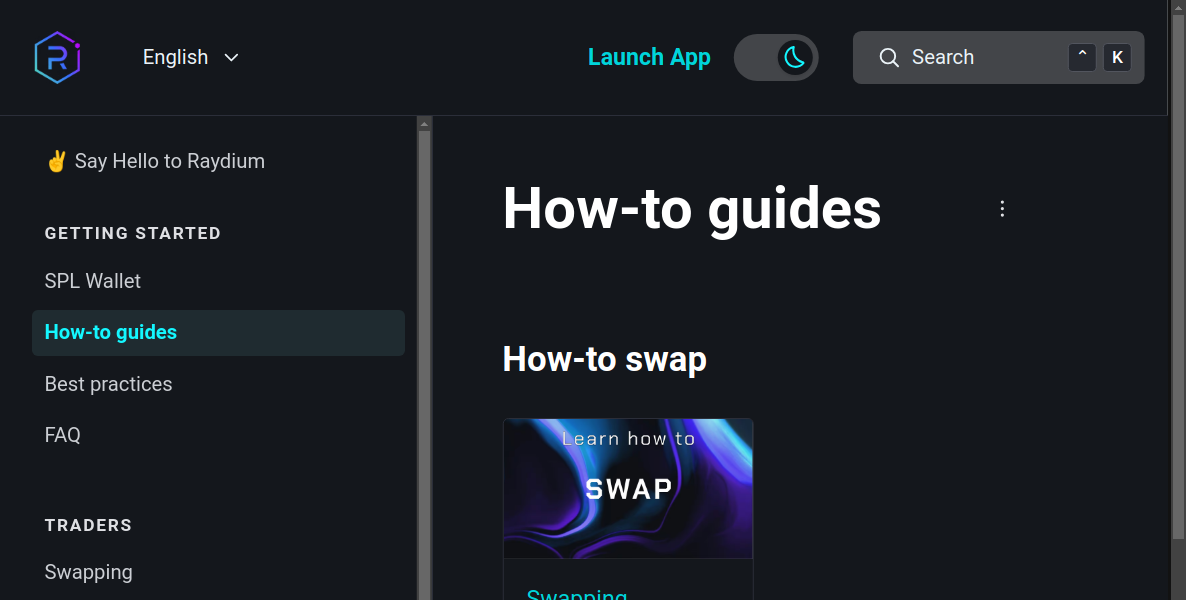 English
Launch App
Search
^ K
✌️ Say Hello to Raydium
GETTING STARTED
SPL Wallet
How-to guides
Best practices
FAQ
TRADERS
Swapping
How-to guides
How-to swap
Learn how to
SWAP
Swapping